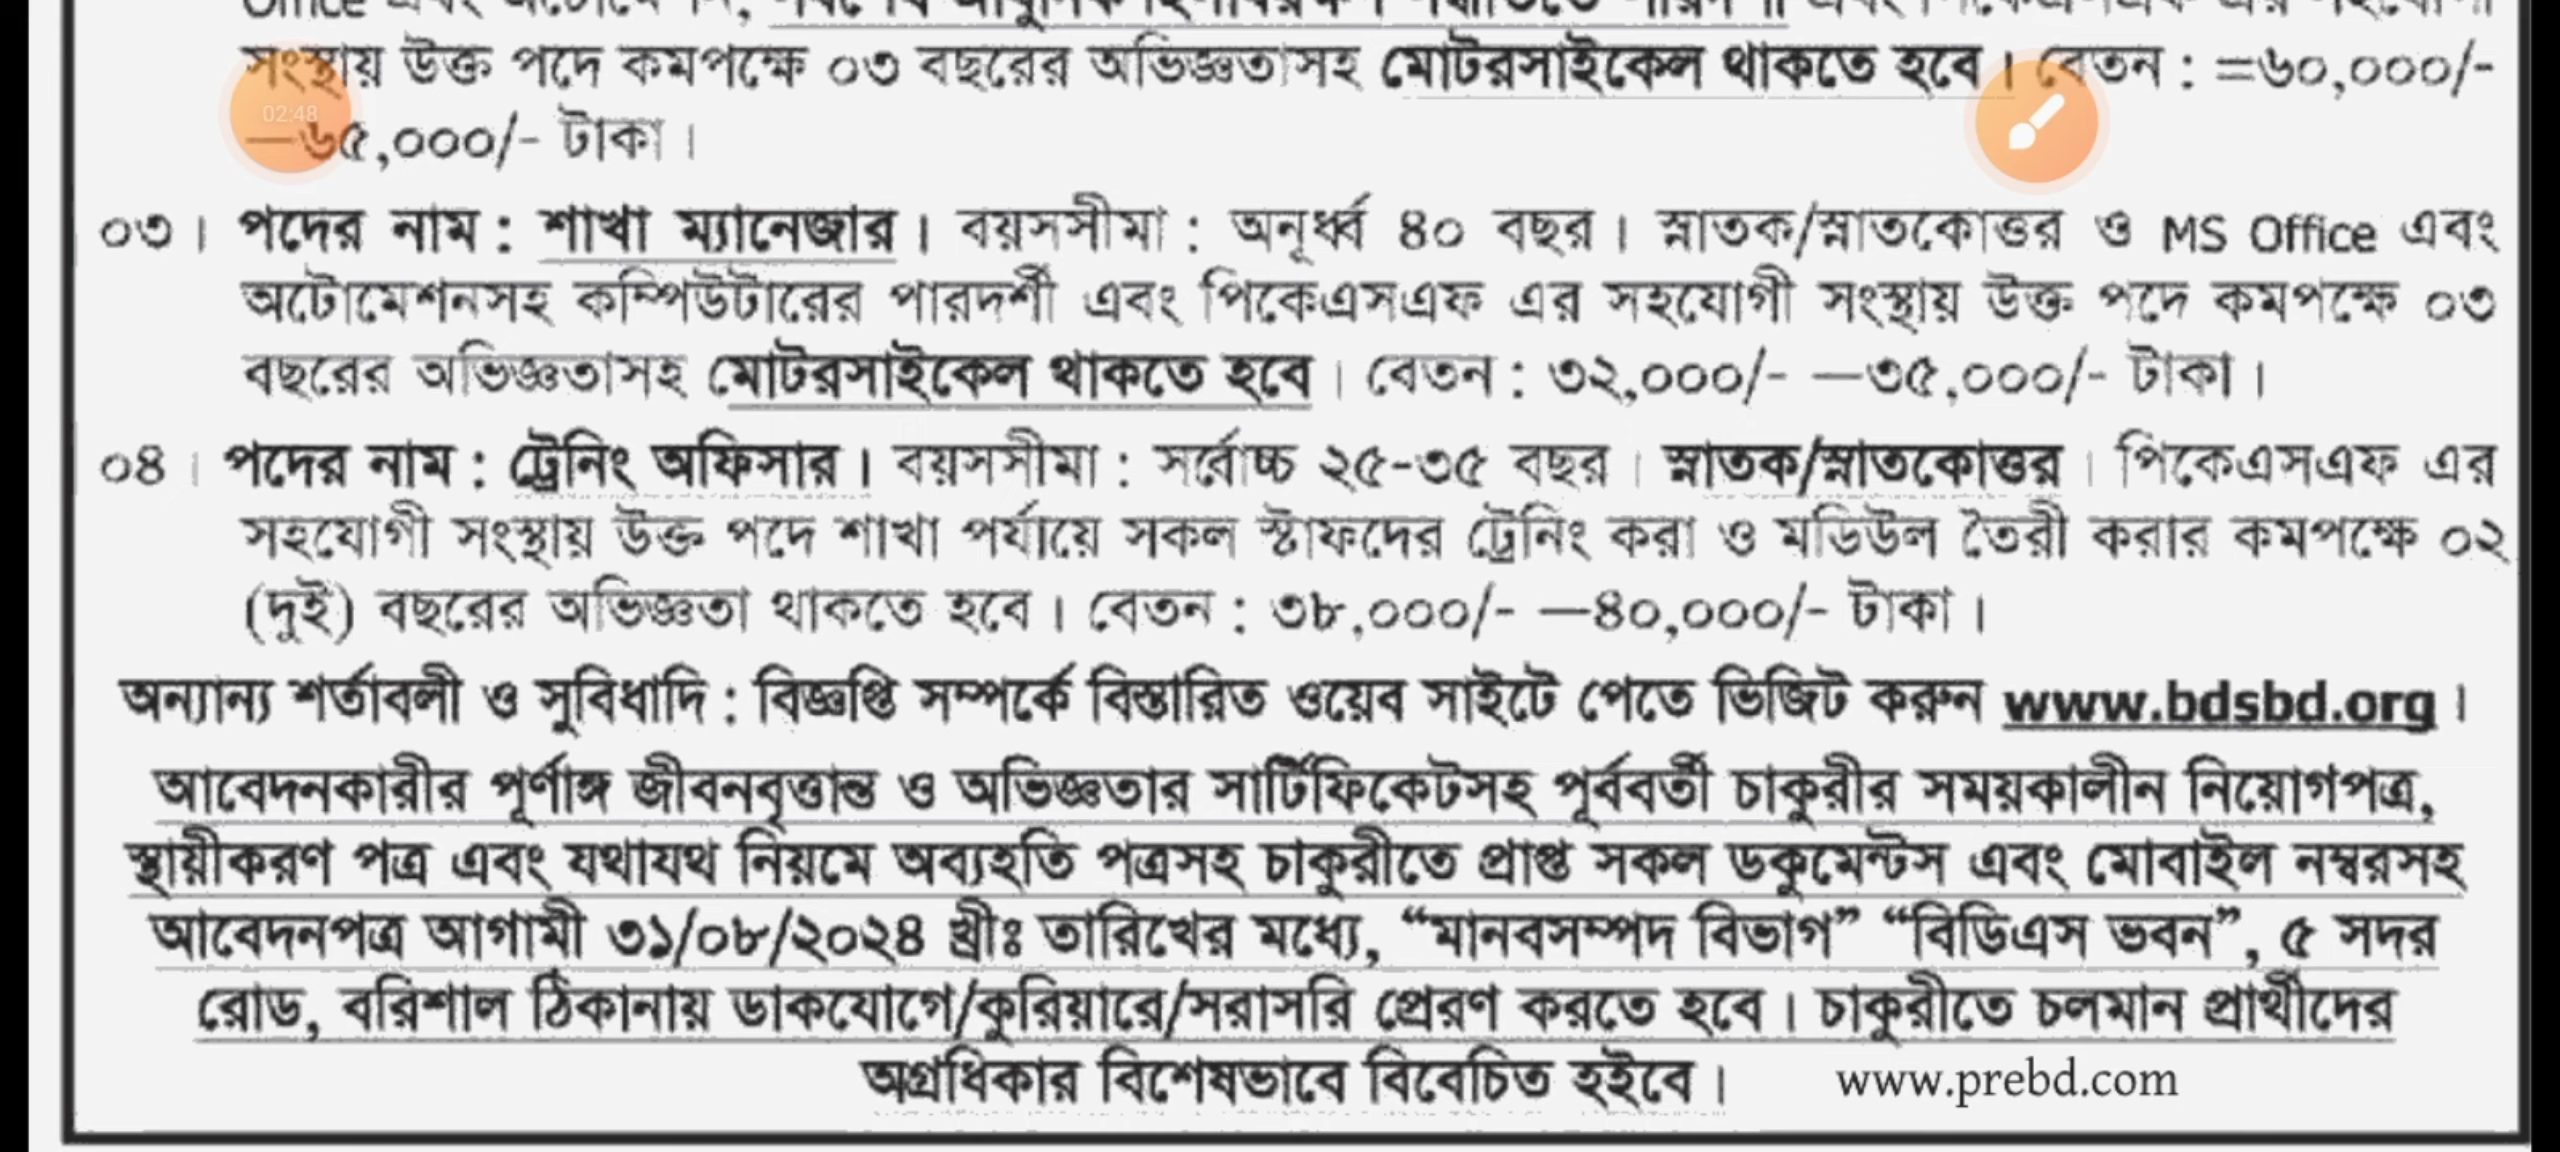 সংস্থায় উক্ত পদে কমপক্ষে ০৩ বছরের অভিজ্ঞতাসহ মোটরসাইকেল থাকতে হবে। বেতন : =৬০,০০০/-
02:48
—৬৫,০০০/- টাকা।
০৩। পদের নাম : শাখা ম্যানেজার। বয়সসীমা : অনূর্ধ্ব ৪০ বছর। স্নাতক/স্নাতকোত্তর ও MS Office এবং
অটোমেশনসহ কম্পিউটারের পারদর্শী এবং পিকেএসএফ এর সহযোগী সংস্থায় উক্ত পদে কমপক্ষে ০৩
বছরের অভিজ্ঞতাসহ মোটরসাইকেল থাকতে হবে। বেতন : ৩২,০০০/- —৩৫,০০০/- টাকা।
০৪। পদের নাম : ট্রেনিং অফিসার। বয়সসীমা : সর্বোচ্চ ২৫-৩৫ বছর। স্নাতক/স্নাতকোত্তর। পিকেএসএফ এর
সহযোগী সংস্থায় উক্ত পদে শাখা পর্যায়ে সকল স্টাফদের ট্রেনিং করা ও মডিউল তৈরী করার কমপক্ষে ০২
(দুই) বছরের অভিজ্ঞতা থাকতে হবে। বেতন : ৩৮,০০০/- —৪০,০০০/- টাকা।
অন্যান্য শর্তাবলী ও সুবিধাদি : বিজ্ঞপ্তি সম্পর্কে বিস্তারিত ওয়েব সাইটে পেতে ভিজিট করুন www.bdsbd.org।
আবেদনকারীর পূর্ণাঙ্গ জীবনবৃত্তান্ত ও অভিজ্ঞতার সার্টিফিকেটসহ পূর্ববর্তী চাকুরীর সময়কালীন নিয়োগপত্র,
স্থায়ীকরণ পত্র এবং যথাযথ নিয়মে অব্যহতি পত্রসহ চাকুরীতে প্রাপ্ত সকল ডকুমেন্টস এবং মোবাইল নম্বরসহ
আবেদনপত্র আগামী ৩১/০৮/২০২৪ খ্রীঃ তারিখের মধ্যে, “মানবসম্পদ বিভাগ” “বিডিএস ভবন”, ৫ সদর
রোড, বরিশাল ঠিকানায় ডাকযোগে/কুরিয়ারে/সরাসরি প্রেরণ করতে হবে। চাকুরীতে চলমান প্রার্থীদের
অগ্রধিকার বিশেষভাবে বিবেচিত হইবে। www.prebd.com